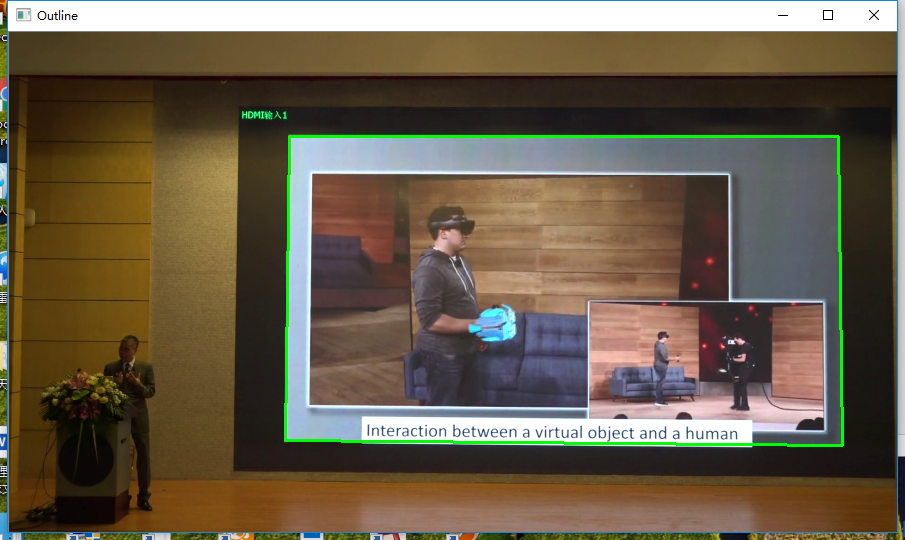 Outline
HDMI输入1
Interaction between a virtual object and a human